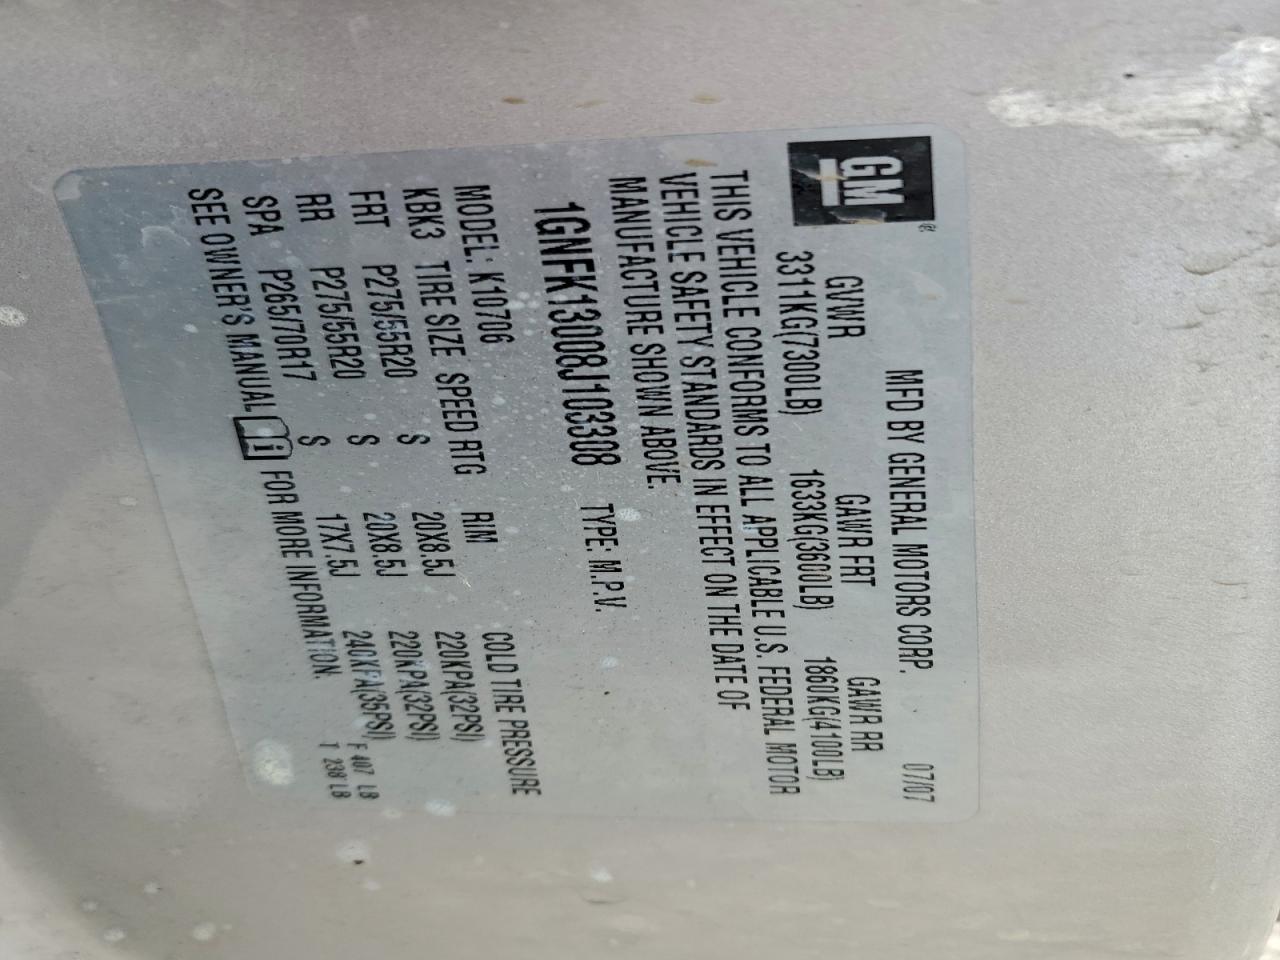 GM®
MFD BY GENERAL MOTORS CORP. 07/07
GVWR GAWR FRT GAWR RR
3311KG(7300LB) 1633KG(3600LB) 1860KG(4100LB)
THIS VEHICLE CONFORMS TO ALL APPLICABLE U.S. FEDERAL MOTOR
VEHICLE SAFETY STANDARDS IN EFFECT ON THE DATE OF
MANUFACTURE SHOWN ABOVE.
1GNFK13008J103308 TYPE: M.P.V.
MODEL: K10706
KBK3 TIRE SIZE SPEED RTG RIM COLD TIRE PRESSURE
FRT P275/55R20 S 20X8.5J 220KPA(32PSI)
RR P275/55R20 S 20X8.5J 220KPA(32PSI)
SPA P265/70R17 S 17X7.5J 240KPA(35PSI)
SEE OWNER'S MANUAL i FOR MORE INFORMATION.
F 407 LB
T 238 LB